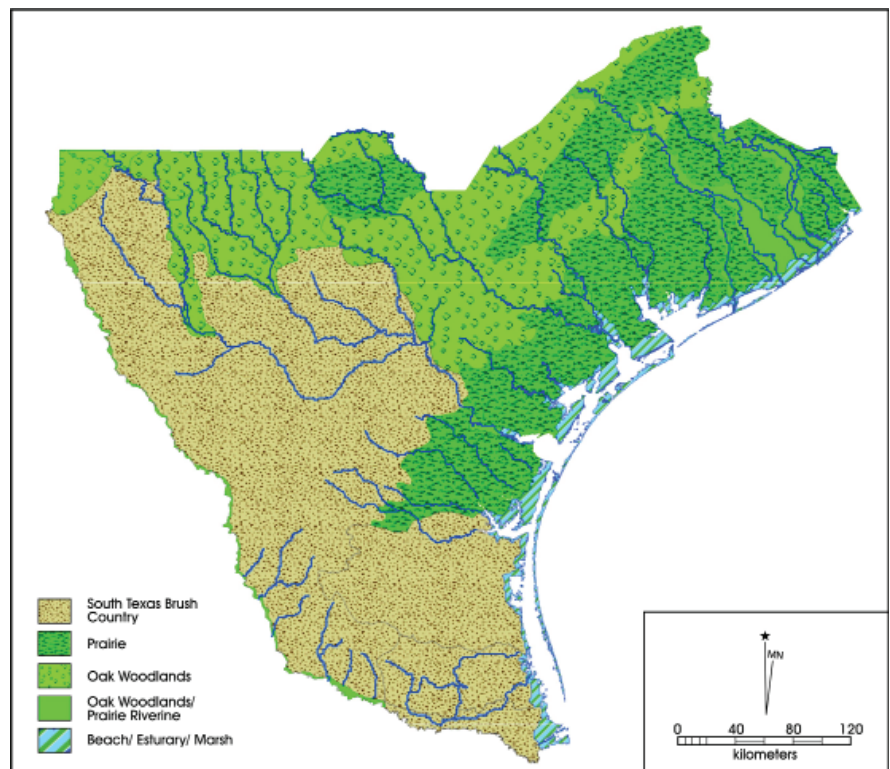 South Texas Brush
Country
Prairie
Oak Woodlands
Oak Woodlands/
Prairie Riverine
Beach/ Esturary/ Marsh
MN
0 40 80 120
kilometers